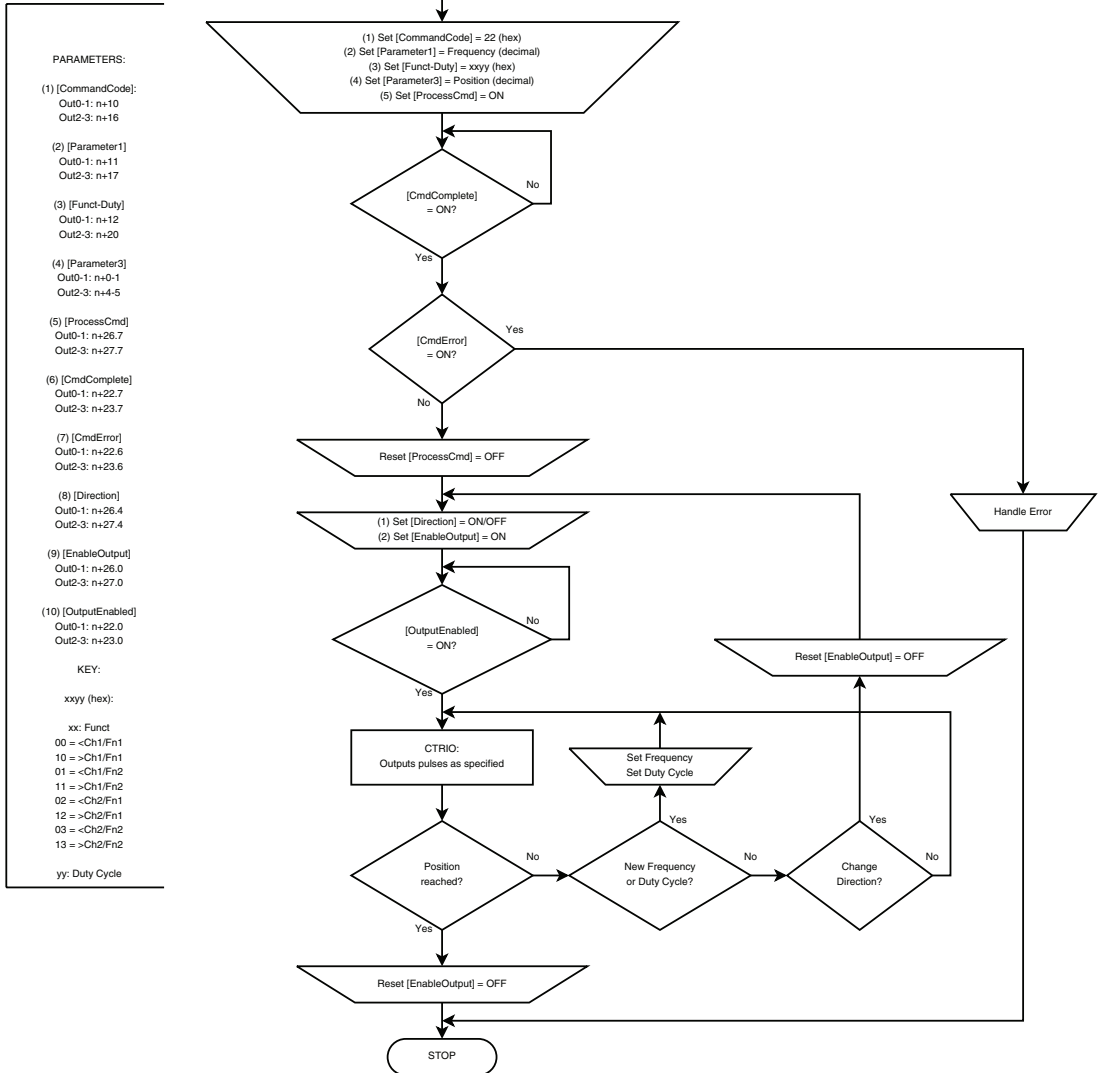 PARAMETERS:
(1) [CommandCode]:
Out0-1: n+10
Out2-3: n+16
(2) [Parameter1]
Out0-1: n+11
Out2-3: n+17
(3) [Funct-Duty]
Out0-1: n+12
Out2-3: n+20
(4) [Parameter3]
Out0-1: n+0-1
Out2-3: n+4-5
(5) [ProcessCmd]
Out0-1: n+26.7
Out2-3: n+27.7
(6) [CmdComplete]
Out0-1: n+22.7
Out2-3: n+23.7
(7) [CmdError]
Out0-1: n+22.6
Out2-3: n+23.6
(8) [Direction]
Out0-1: n+26.4
Out2-3: n+27.4
(9) [EnableOutput]
Out0-1: n+26.0
Out2-3: n+27.0
(10) [OutputEnabled]
Out0-1: n+22.0
Out2-3: n+23.0
KEY:
xxyy (hex):
xx: Funct
00 = <Ch1/Fn1
10 = >Ch1/Fn1
01 = <Ch1/Fn2
11 = >Ch1/Fn2
02 = <Ch2/Fn1
12 = >Ch2/Fn1
03 = <Ch2/Fn2
13 = >Ch2/Fn2
yy: Duty Cycle
(1) Set [CommandCode] = 22 (hex)
(2) Set [Parameter1] = Frequency (decimal)
(3) Set [Funct-Duty] = xxyy (hex)
(4) Set [Parameter3] = Position (decimal)
(5) Set [ProcessCmd] = ON
[CmdComplete]
= ON?
No
Yes
[CmdError]
= ON?
Yes
No
Reset [ProcessCmd] = OFF
Handle Error
(1) Set [Direction] = ON/OFF
(2) Set [EnableOutput] = ON
[OutputEnabled]
= ON?
No
Yes
Reset [EnableOutput] = OFF
CTRIO:
Outputs pulses as specified
Set Frequency
Set Duty Cycle
Position
reached?
No
Yes
New Frequency
or Duty Cycle?
Yes
No
Change
Direction?
Yes
No
Reset [EnableOutput] = OFF
STOP